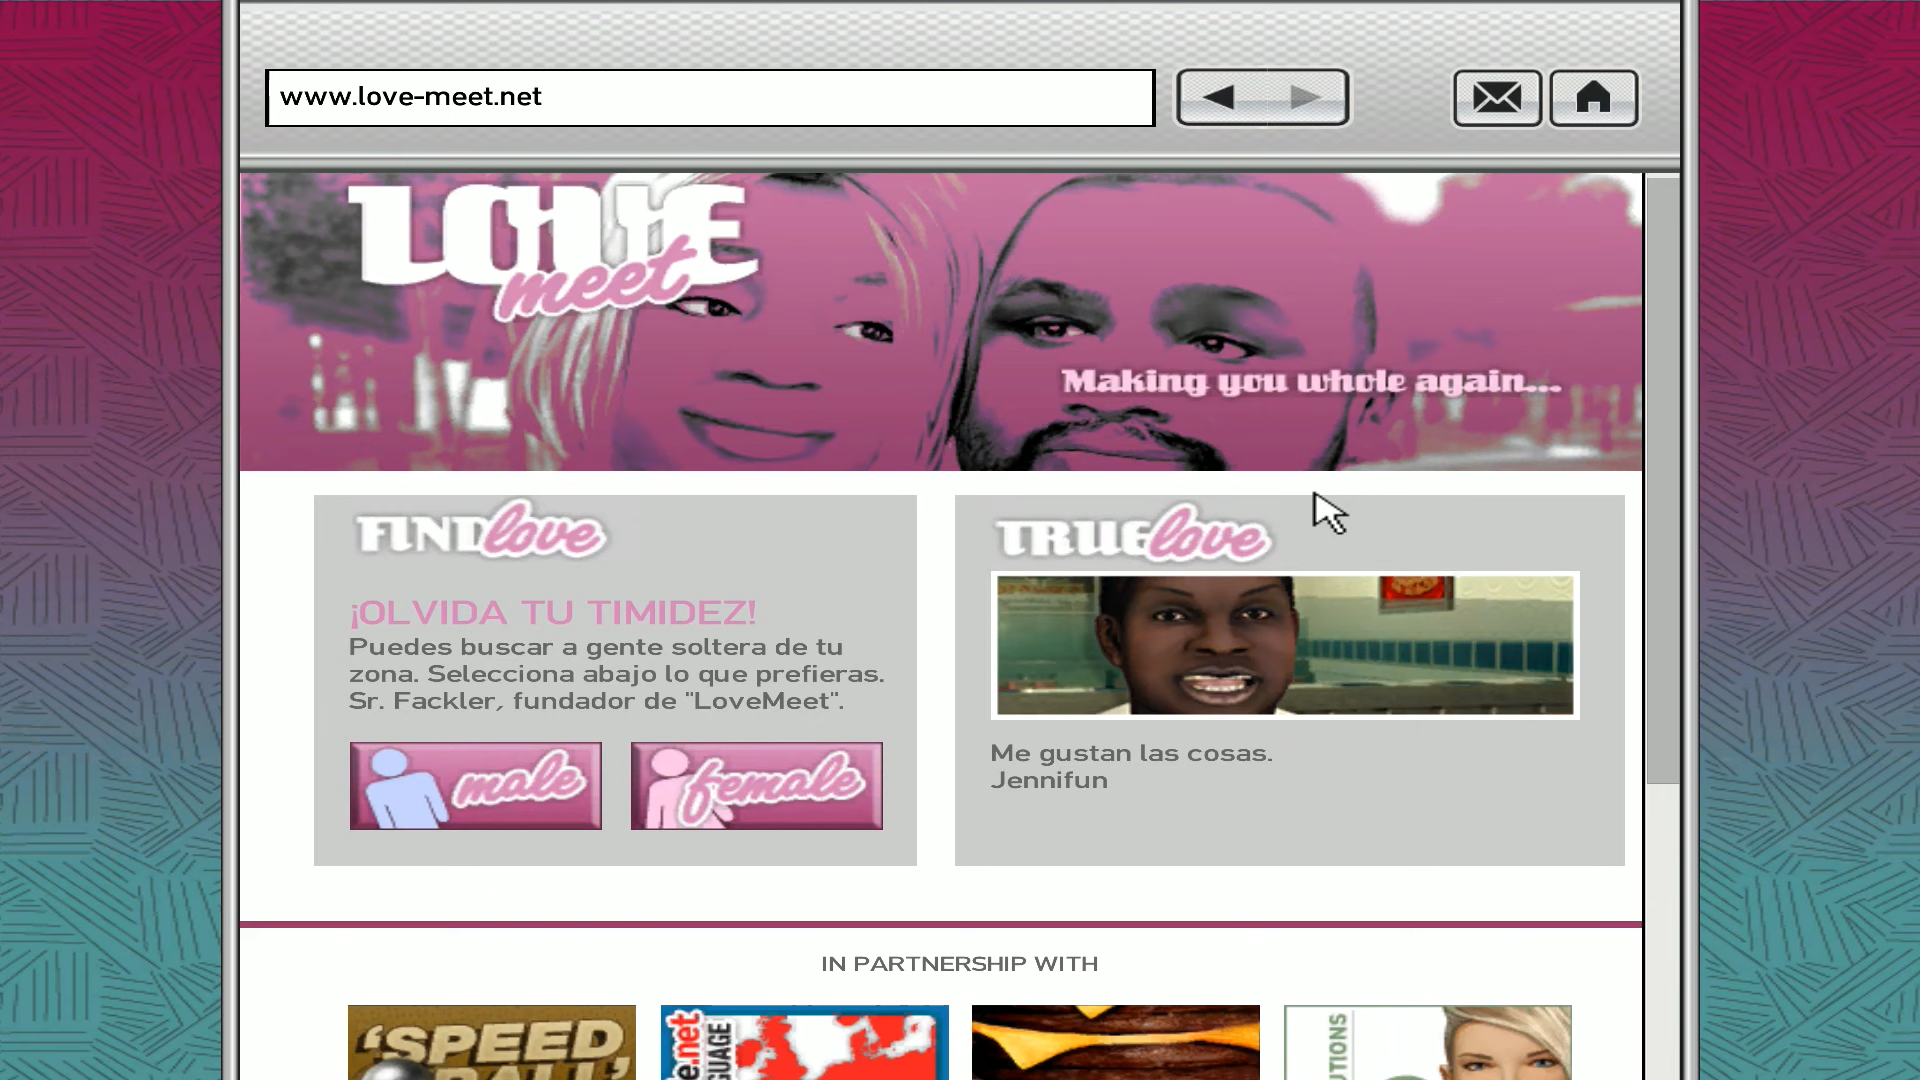 www.love-meet.net
LOVE
meet
Making you whole again...
FIND love
¡OLVIDA TU TIMIDEZ!
Puedes buscar a gente soltera de tu
zona. Selecciona abajo lo que prefieras.
Sr. Fackler, fundador de "LoveMeet".
male
female
TRUE love
Me gustan las cosas.
Jennifun
IN PARTNERSHIP WITH
'SPEED
BALL'